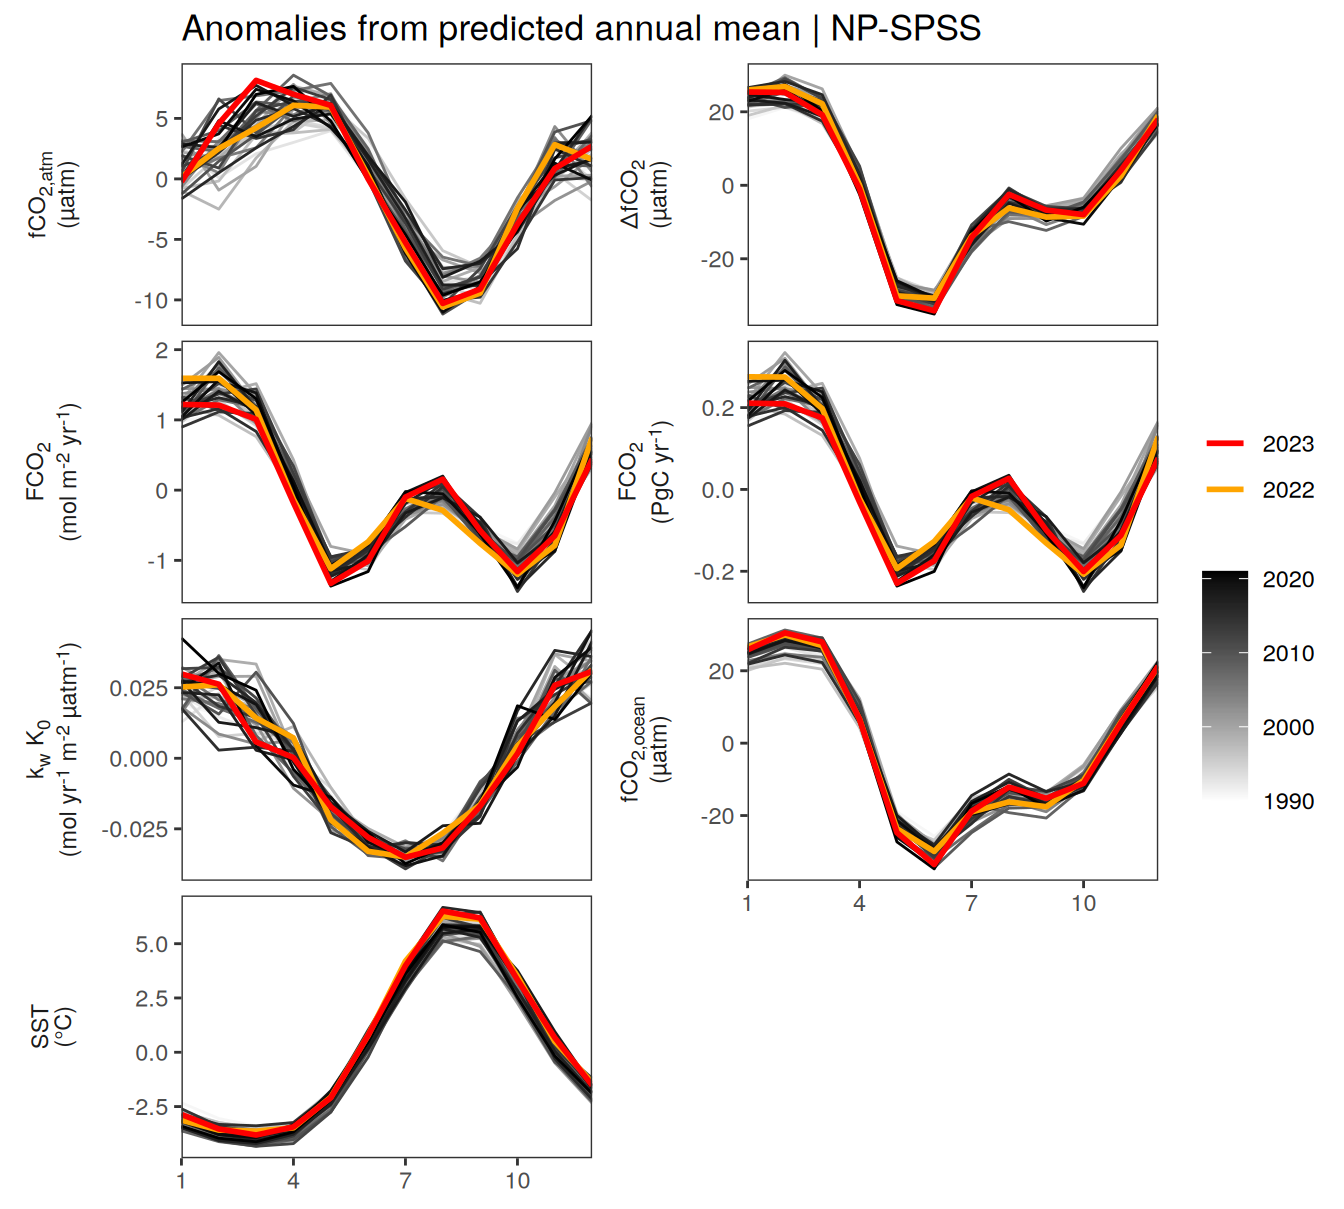 Anomalies from predicted annual mean | NP-SPSS
fCO2,atm
(µatm)
5
0
-5
-10
ΔfCO2
(µatm)
20
0
-20
FCO2
(mol m-2 yr-1)
2
1
0
-1
FCO2
(PgC yr-1)
0.2
0.0
-0.2
kw K0
(mol yr-1 m-2 µatm-1)
0.025
0.000
-0.025
fCO2,ocean
(µatm)
20
0
-20
1 4 7 10
SST
(°C)
5.0
2.5
0.0
-2.5
1 4 7 10
2023
2022
2020
2010
2000
1990